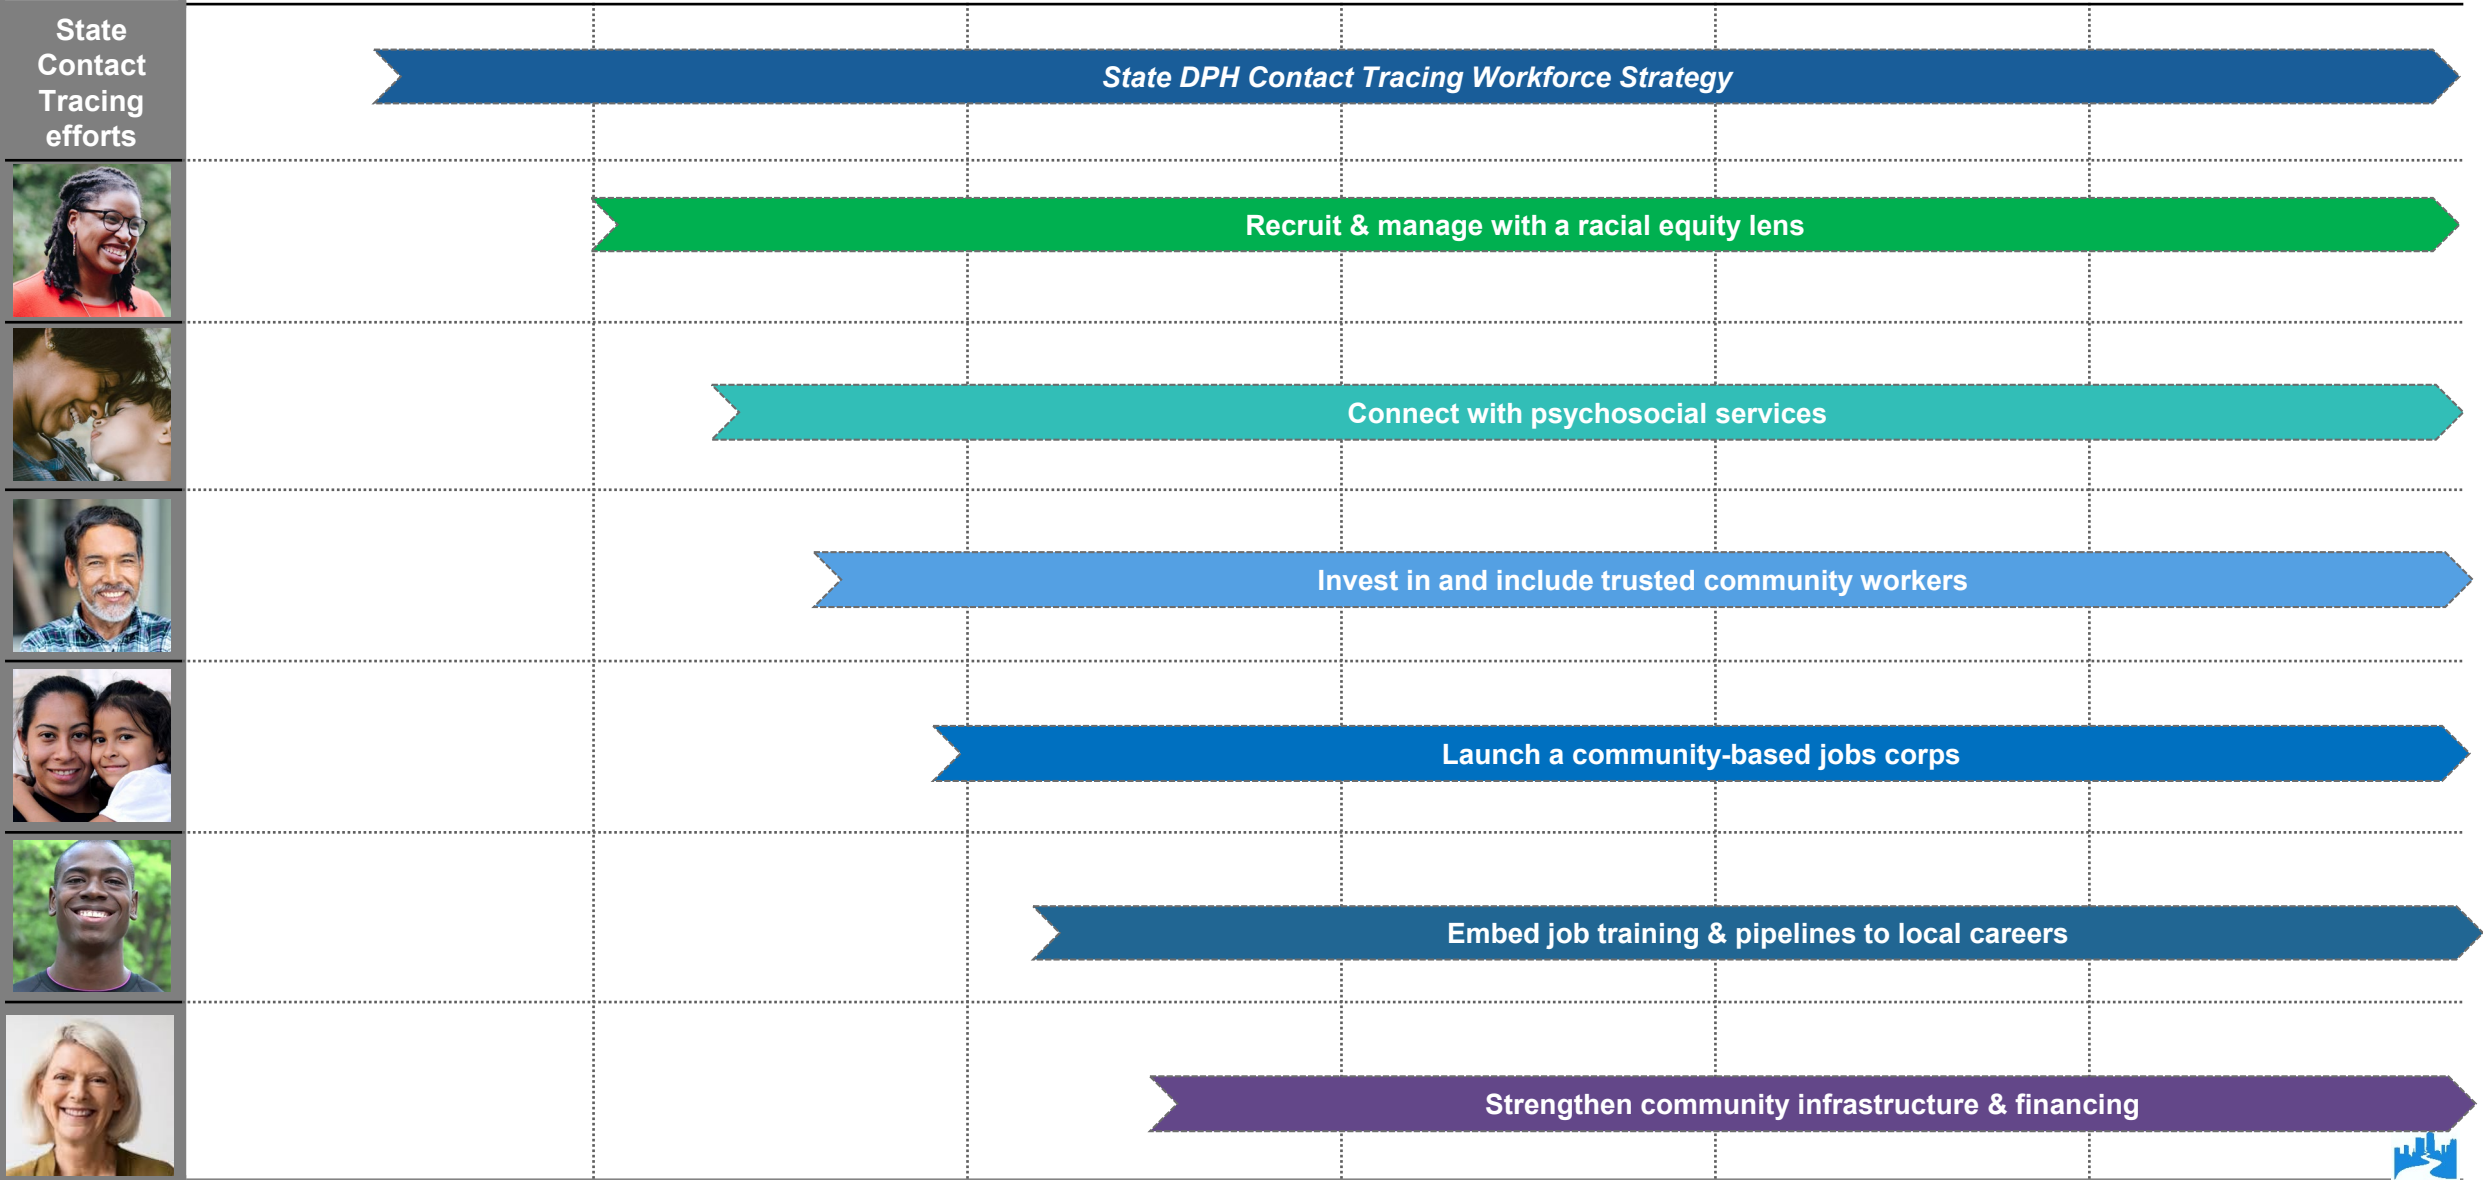 State
Contact
Tracing
efforts
State DPH Contact Tracing Workforce Strategy
Recruit & manage with a racial equity lens
Connect with psychosocial services
Invest in and include trusted community workers
Launch a community-based jobs corps
Embed job training & pipelines to local careers
Strengthen community infrastructure & financing